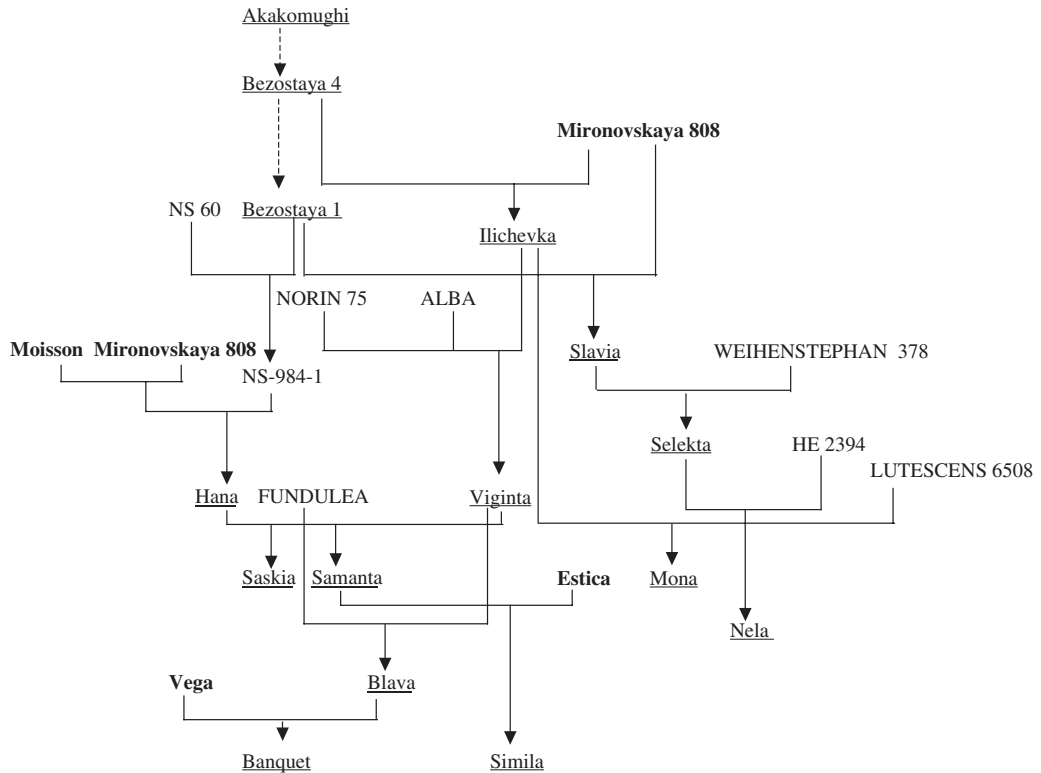 Akakomughi
Bezostaya 4
Mironovskaya 808
NS 60 Bezostaya 1
Ilichevka
NORIN 75 ALBA
Moisson Mironovskaya 808 Slavia WEIHENSTEPHAN 378
NS-984-1
Selekta HE 2394
LUTESCENS 6508
Hana FUNDULEA Viginta
Saskia Samanta Estica Mona
Nela
Vega Blava
Banquet Simila